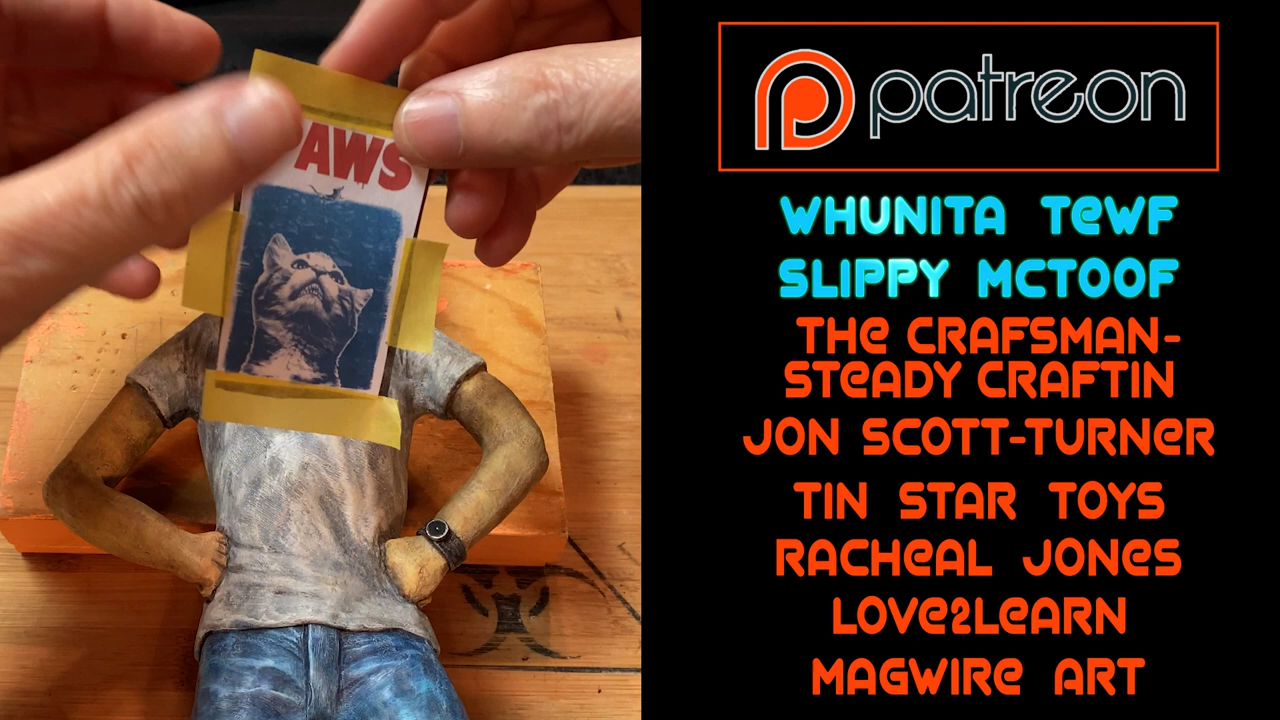 AWS
patreon
WHUNITA TeWF
SLIPPY MCTOOF
THe CRAFSMAN-
STeADY CRAFTIN
JON SCOTT-TURNeR
TIN STAR TOYS
RACHeAL JONeS
LOVe2LeARN
MAGWIRe ART